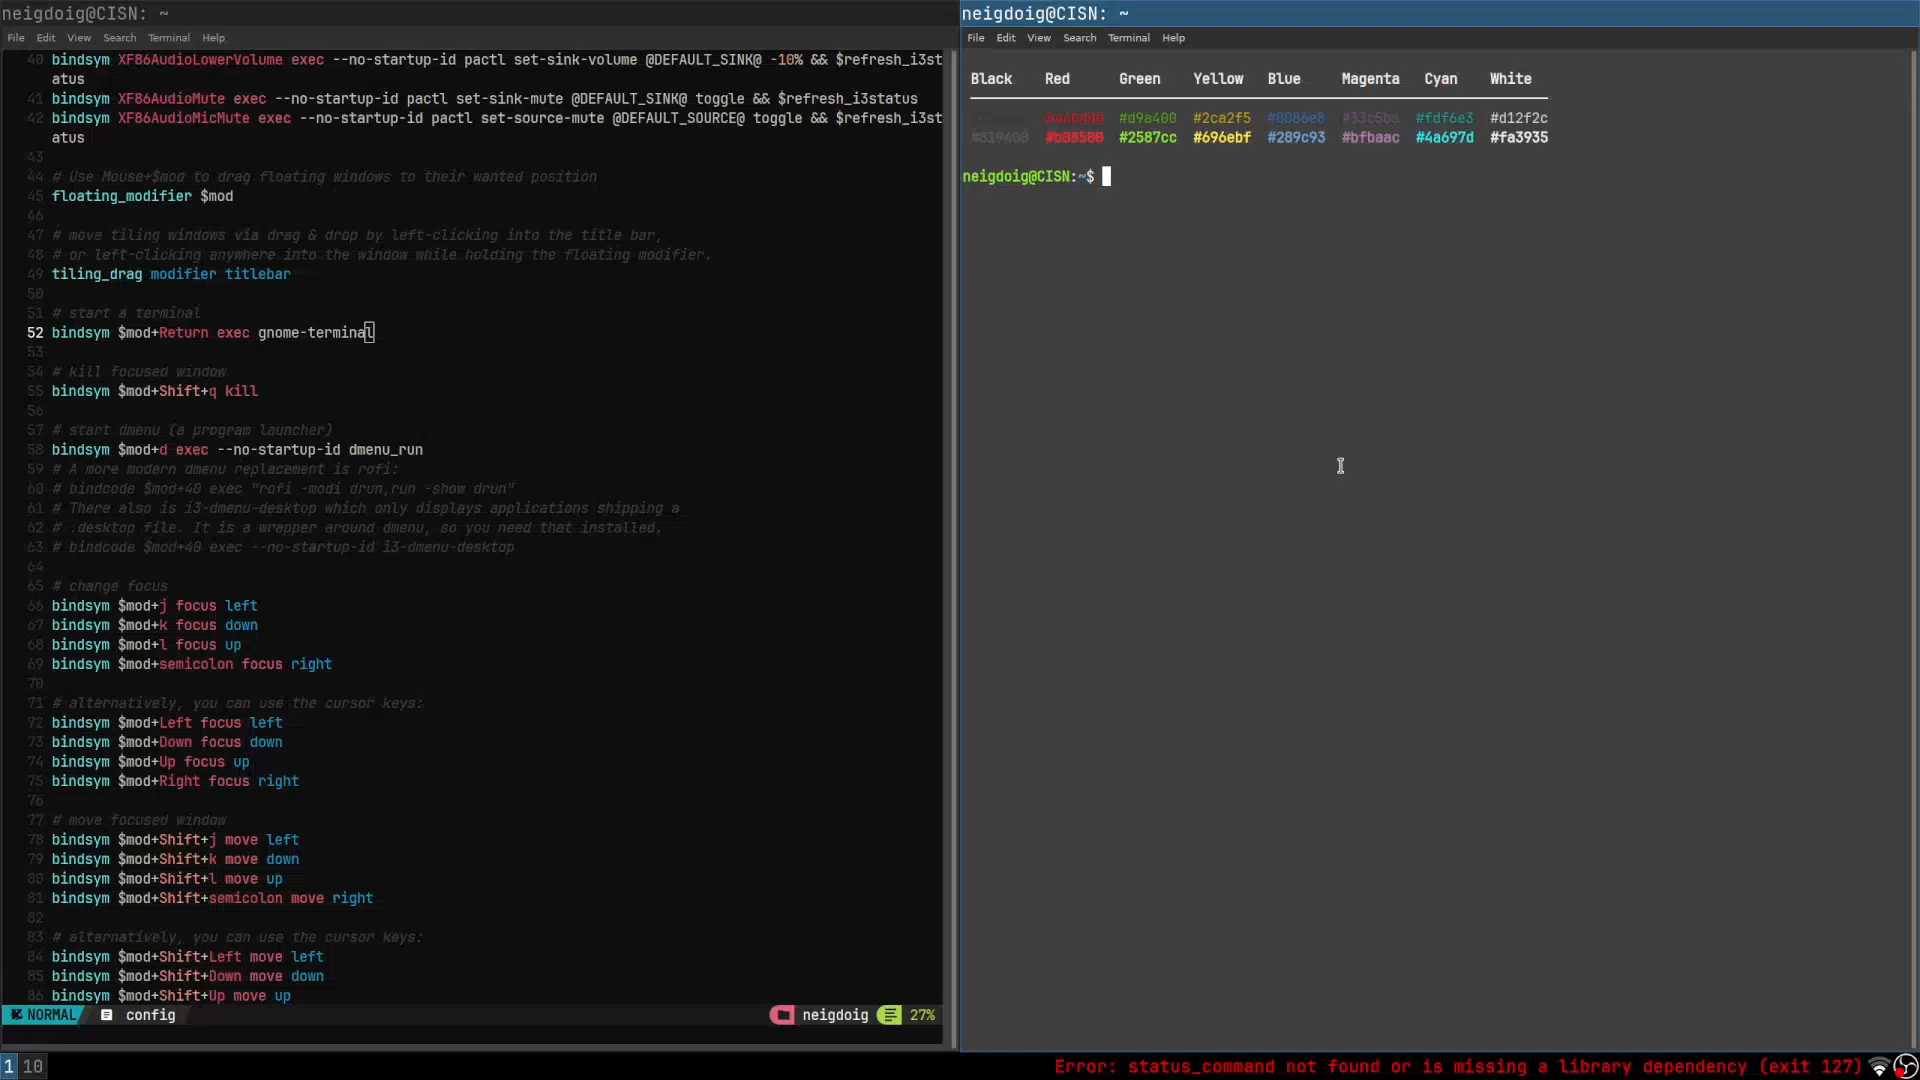 neigdoig@CISN: ~
File Edit View Search Terminal Help
40 bindsym XF86AudioLowerVolume exec --no-startup-id pactl set-sink-volume @DEFAULT_SINK@ -10% && $refresh_i3st
atus
41 bindsym XF86AudioMute exec --no-startup-id pactl set-sink-mute @DEFAULT_SINK@ toggle && $refresh_i3status
42 bindsym XF86AudioMicMute exec --no-startup-id pactl set-source-mute @DEFAULT_SOURCE@ toggle && $refresh_i3st
atus
43
44 # Use Mouse+$mod to drag floating windows to their wanted position
45 floating_modifier $mod
46
47 # move tiling windows via drag & drop by left-clicking into the title bar,
48 # or left-clicking anywhere into the window while holding the floating modifier.
49 tiling_drag modifier titlebar
50
51 # start a terminal
52 bindsym $mod+Return exec gnome-terminal
53
54 # kill focused window
55 bindsym $mod+Shift+q kill
56
57 # start dmenu (a program launcher)
58 bindsym $mod+d exec --no-startup-id dmenu_run
59 # A more modern dmenu replacement is rofi:
60 # bindcode $mod+40 exec "rofi -modi drun,run -show drun"
61 # There also is i3-dmenu-desktop which only displays applications shipping a
62 # .desktop file. It is a wrapper around dmenu, so you need that installed.
63 # bindcode $mod+40 exec --no-startup-id i3-dmenu-desktop
64
65 # change focus
66 bindsym $mod+j focus left
67 bindsym $mod+k focus down
68 bindsym $mod+l focus up
69 bindsym $mod+semicolon focus right
70
71 # alternatively, you can use the cursor keys:
72 bindsym $mod+Left focus left
73 bindsym $mod+Down focus down
74 bindsym $mod+Up focus up
75 bindsym $mod+Right focus right
76
77 # move focused window
78 bindsym $mod+Shift+j move left
79 bindsym $mod+Shift+k move down
80 bindsym $mod+Shift+l move up
81 bindsym $mod+Shift+semicolon move right
82
83 # alternatively, you can use the cursor keys:
84 bindsym $mod+Shift+Left move left
85 bindsym $mod+Shift+Down move down
86 bindsym $mod+Shift+Up move up
NORMAL config neigdoig 27%
neigdoig@CISN: ~
File Edit View Search Terminal Help
Black Red Green Yellow Blue Magenta Cyan White
#d9a400 #2ca2f5 #8086e8 #33c5ba #fdf6e3 #d12f2c
#819400 #b08500 #2587cc #696ebf #289c93 #bfbaac #4a697d #fa3935
neigdoig@CISN:~$
1 10 Error: status_command not found or is missing a library dependency (exit 127)